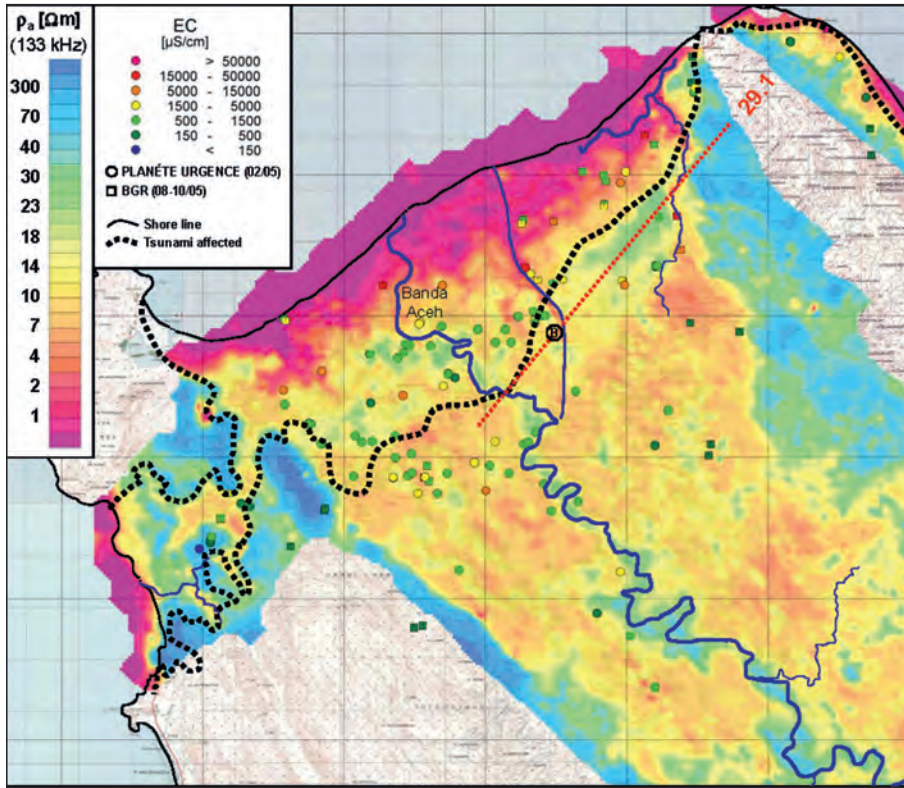 ρa [Ωm]
(133 kHz)
300
70
40
30
23
18
14
10
7
4
2
1
EC
[µS/cm]
> 50000
15000 - 50000
5000 - 15000
1500 - 5000
500 - 1500
150 - 500
< 150
PLANÉTE URGENCE (02/05)
BGR (08-10/05)
Shore line
Tsunami affected
29.1
Banda
Aceh
B